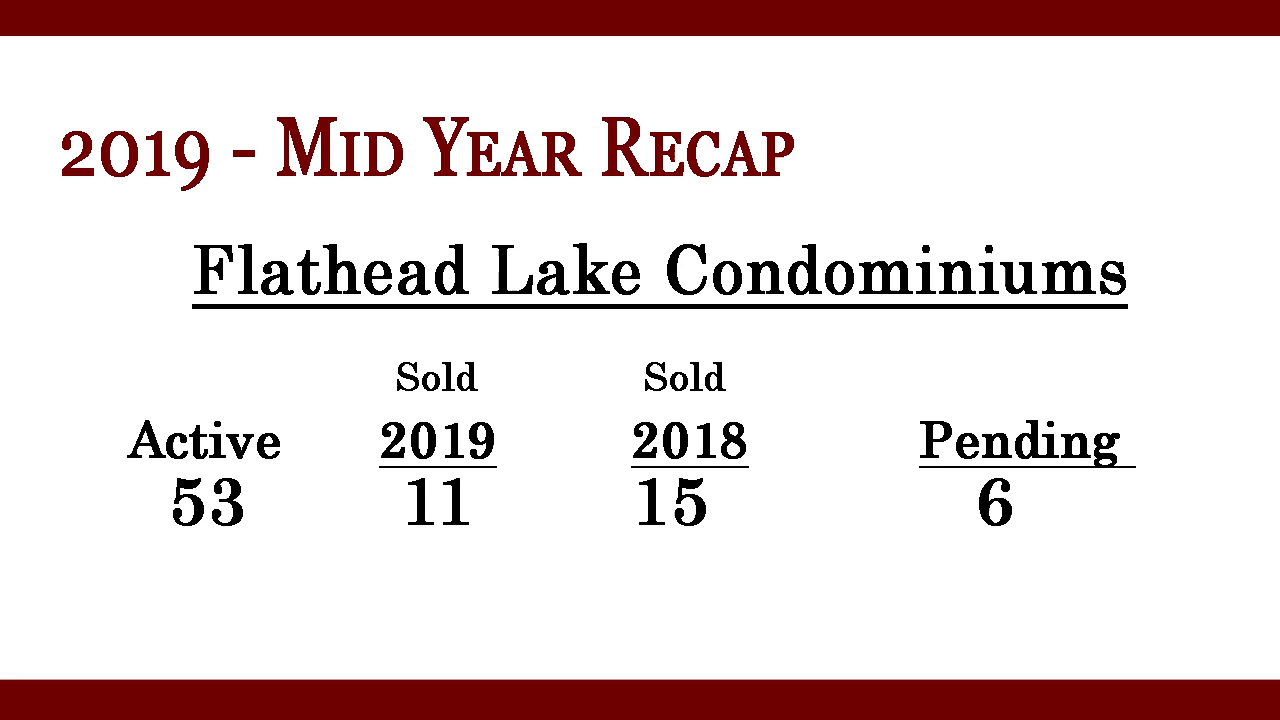 2019 - Mid Year Recap
Flathead Lake Condominiums
Sold Sold
Active 2019 2018 Pending
53 11 15 6